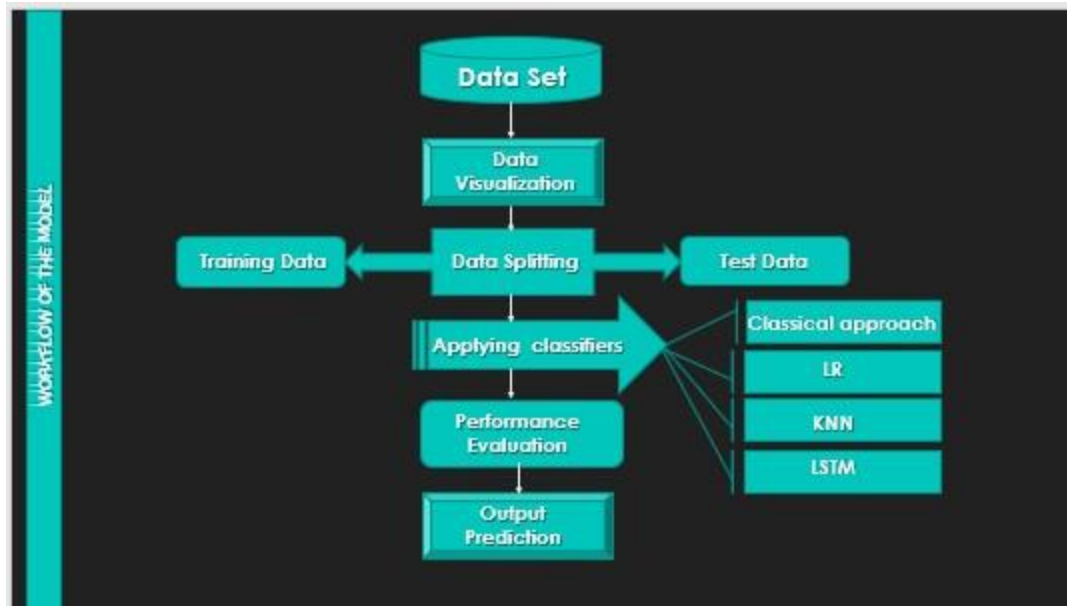 WORKFLOW OF THE MODEL
Data Set
Data
Visualization
Training Data
Data Splitting
Test Data
Applying classifiers
Classical approach
LR
KNN
LSTM
Performance
Evaluation
Output
Prediction